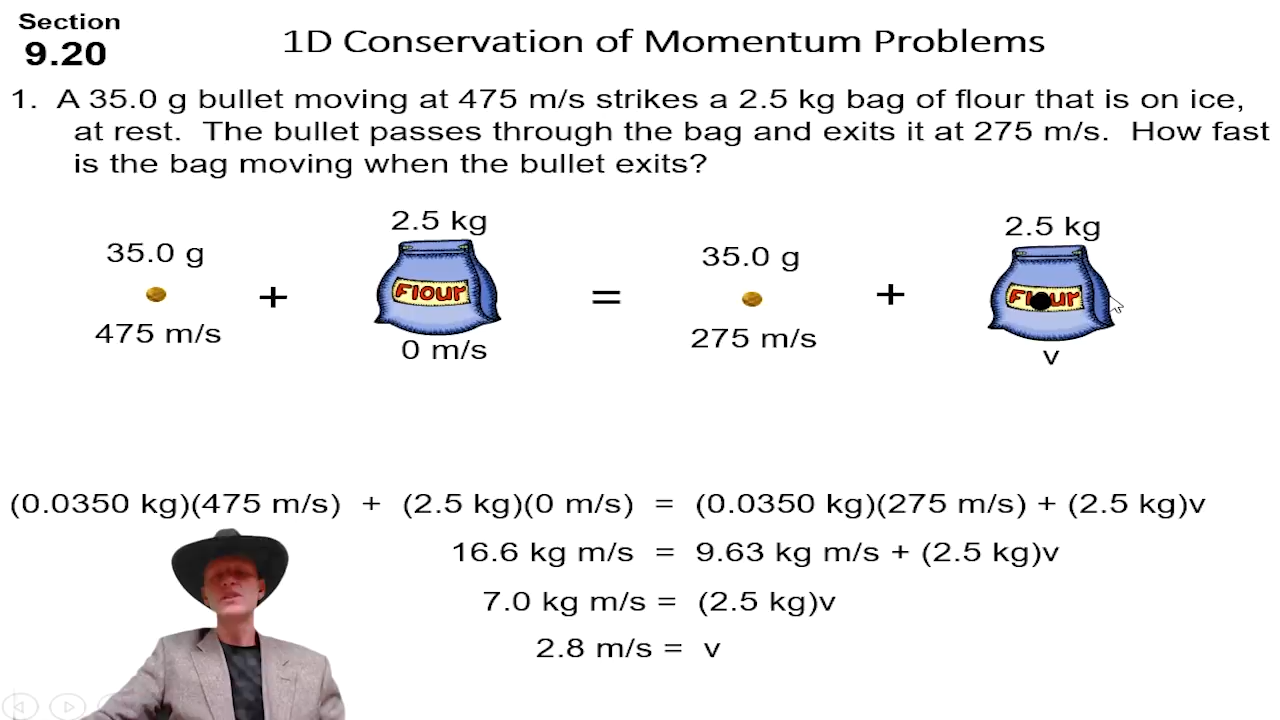 Section
9.20
1D Conservation of Momentum Problems
1. A 35.0 g bullet moving at 475 m/s strikes a 2.5 kg bag of flour that is on ice,
at rest. The bullet passes through the bag and exits it at 275 m/s. How fast
is the bag moving when the bullet exits?
35.0 g
475 m/s
+
2.5 kg
Flour
0 m/s
=
35.0 g
275 m/s
+
2.5 kg
Fl ur
v
(0.0350 kg)(475 m/s) + (2.5 kg)(0 m/s) = (0.0350 kg)(275 m/s) + (2.5 kg)v
16.6 kg m/s = 9.63 kg m/s + (2.5 kg)v
7.0 kg m/s = (2.5 kg)v
2.8 m/s = v